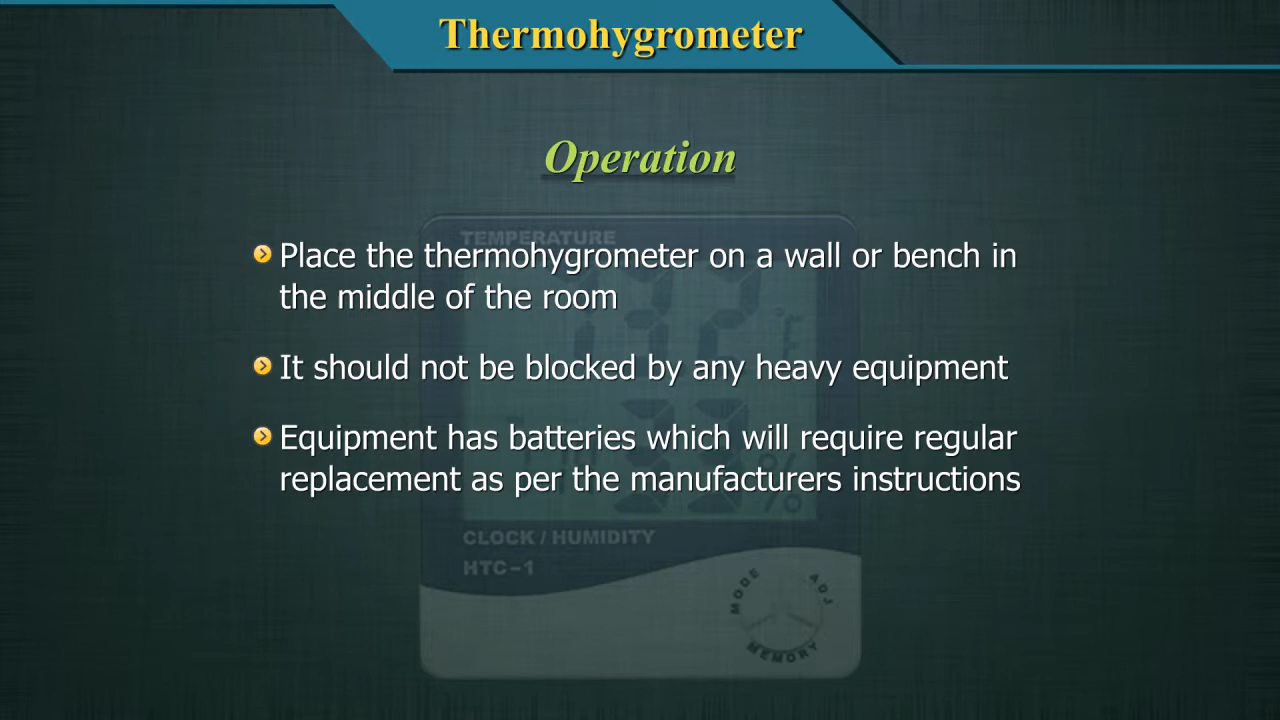 Thermohygrometer
Operation
TEMPERATURE
Place the thermohygrometer on a wall or bench in
the middle of the room
°F
It should not be blocked by any heavy equipment
Equipment has batteries which will require regular
replacement as per the manufacturers instructions
%
CLOCK / HUMIDITY
HTC-1
MODE
ADJ
MEMORY